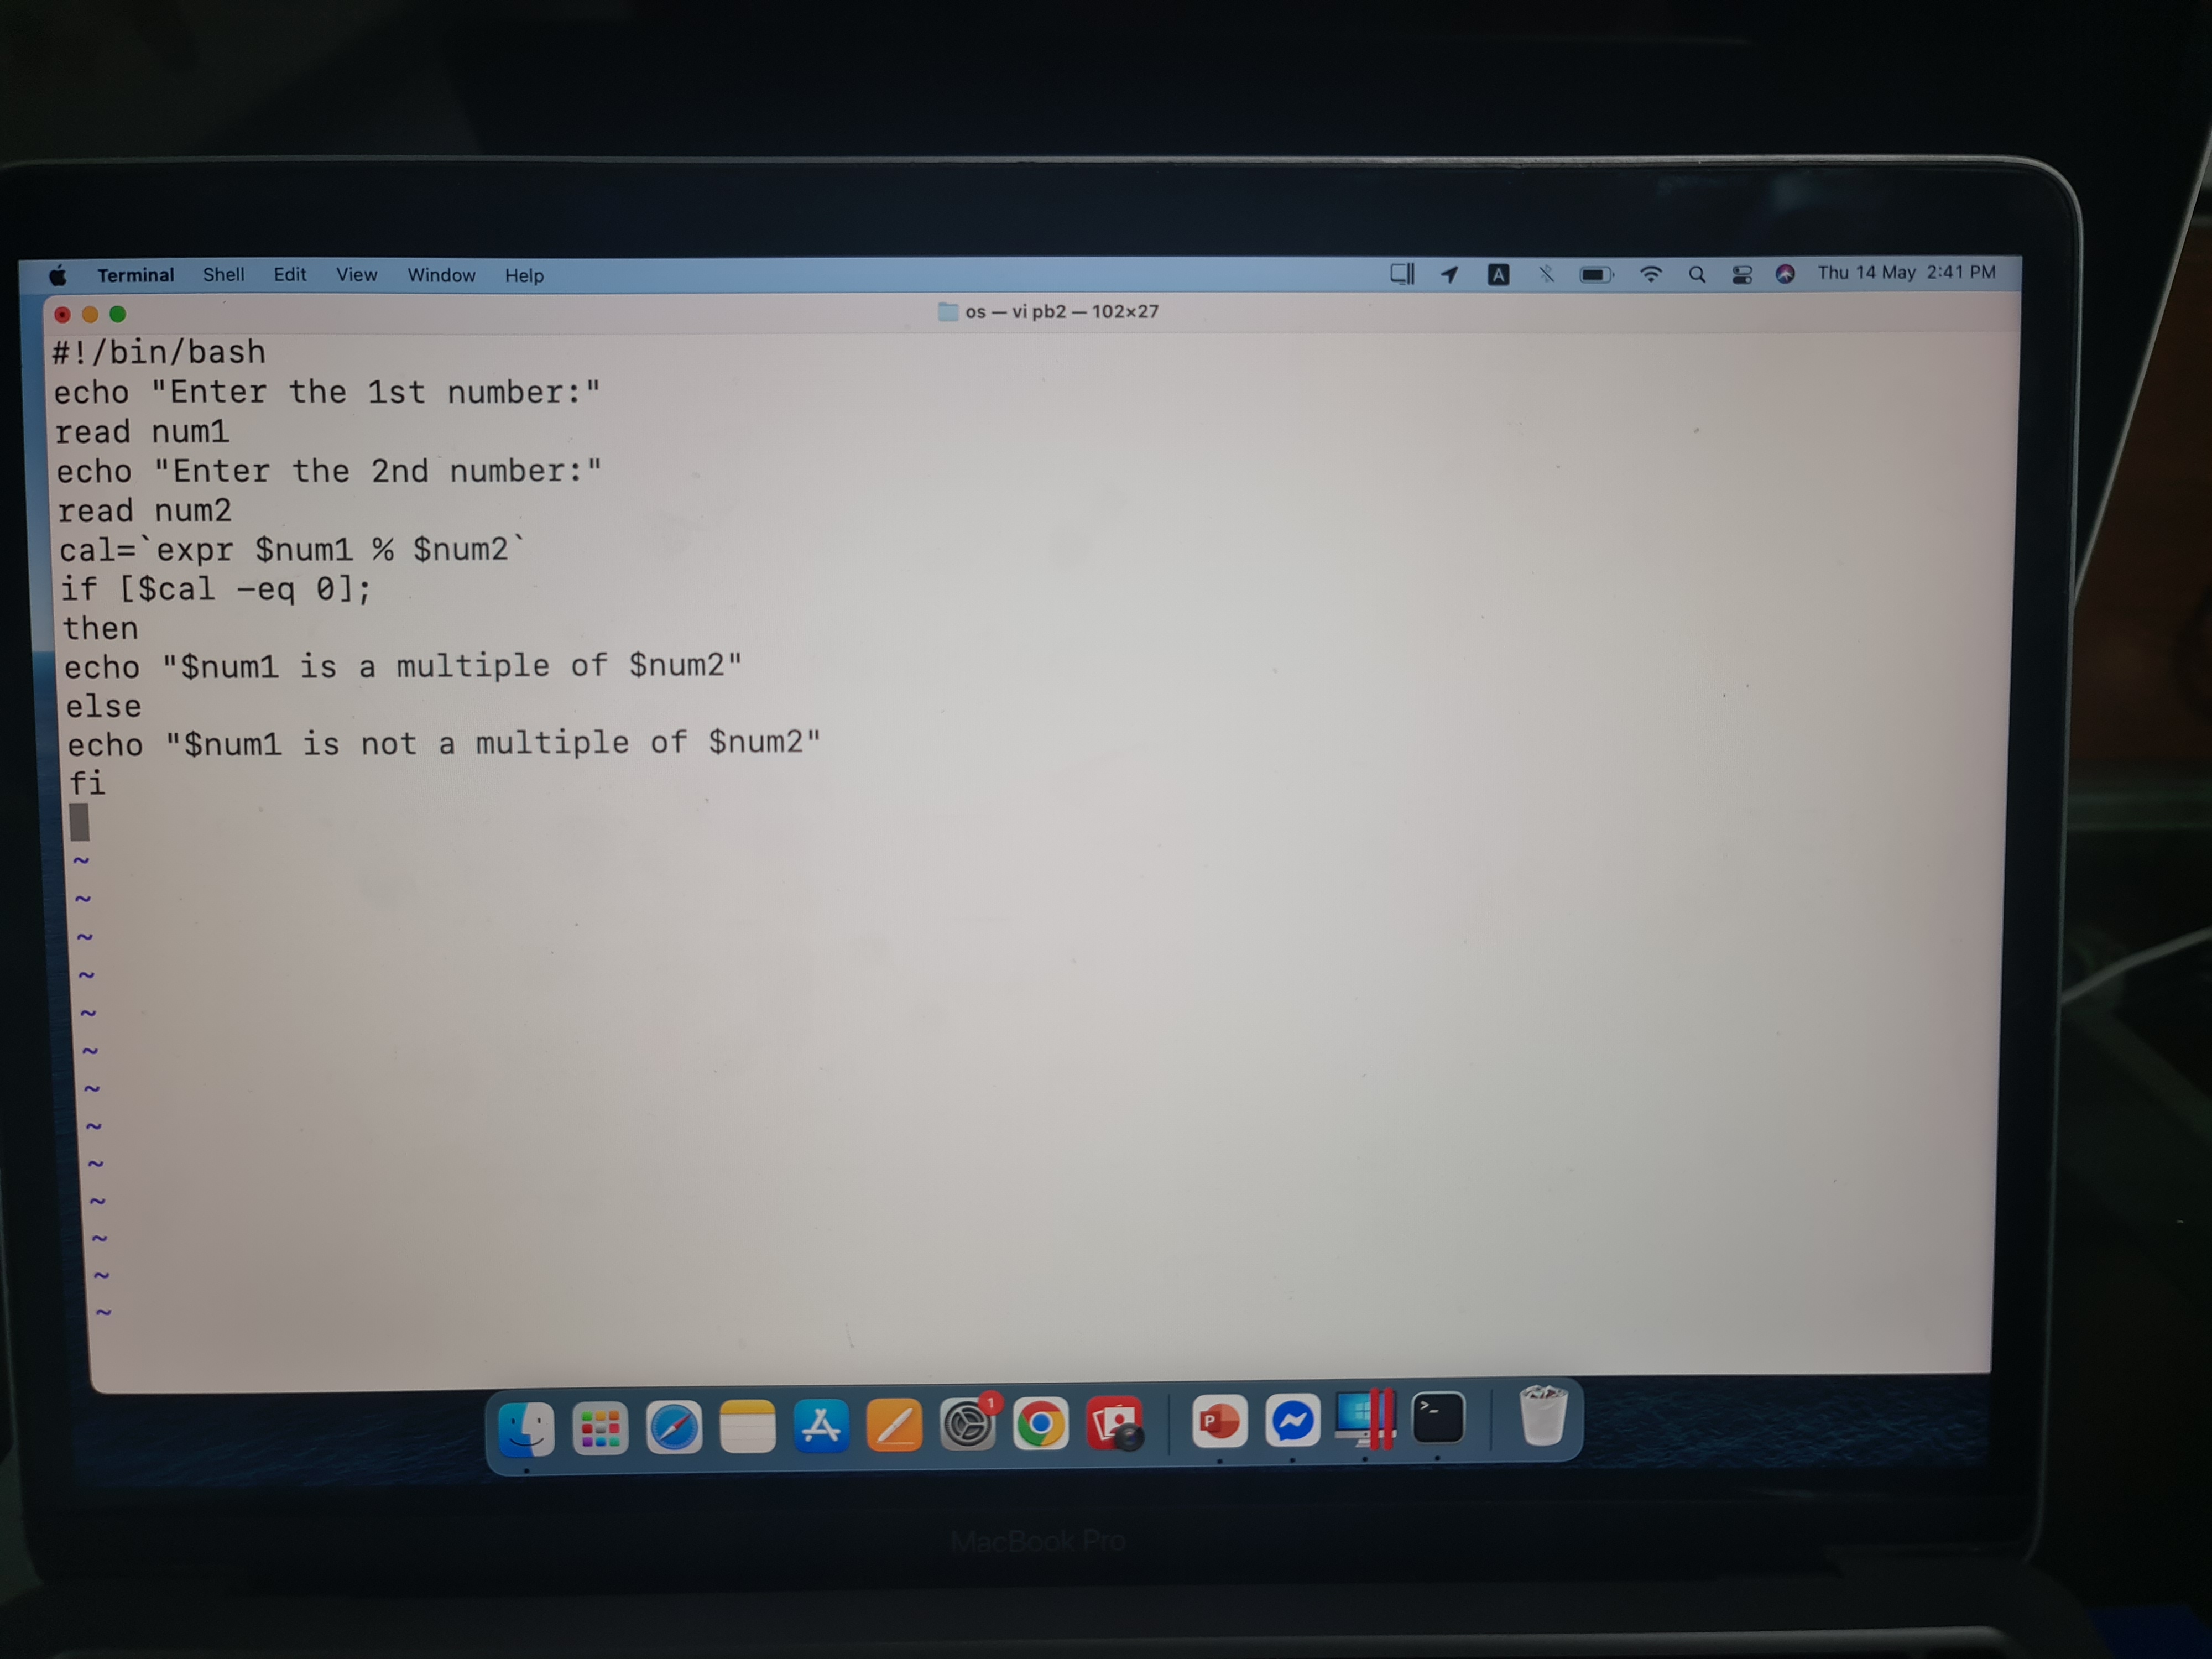 Terminal Shell Edit View Window Help A Thu 14 May 2:41 PM
os — vi pb2 — 102×27
#!/bin/bash
echo "Enter the 1st number:"
read num1
echo "Enter the 2nd number:"
read num2
cal=`expr $num1 % $num2`
if [$cal -eq 0];
then
echo "$num1 is a multiple of $num2"
else
echo "$num1 is not a multiple of $num2"
fi
~
~
~
~
~
~
~
~
~
~
~
~
~
1
P
>_
MacBook Pro